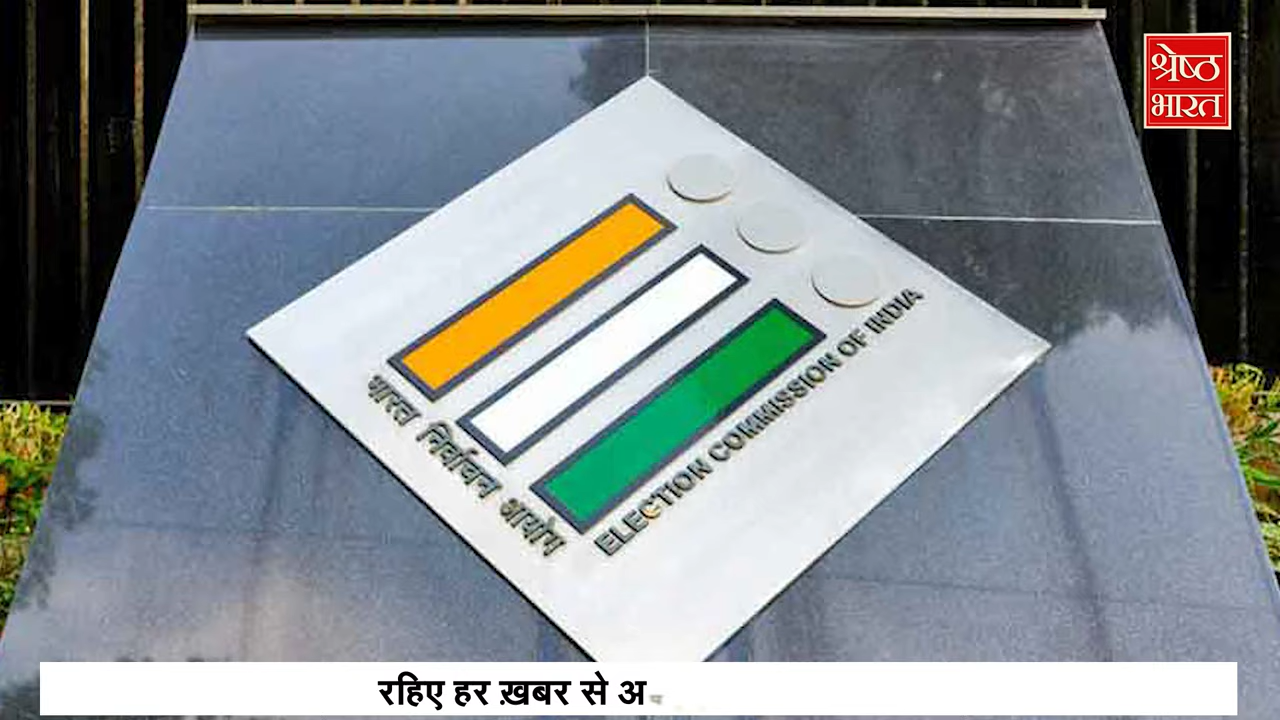 श्रेष्ठ
भारत
भारत निर्वाचन आयोग
ELECTION COMMISSION OF INDIA
रहिए हर ख़बर से